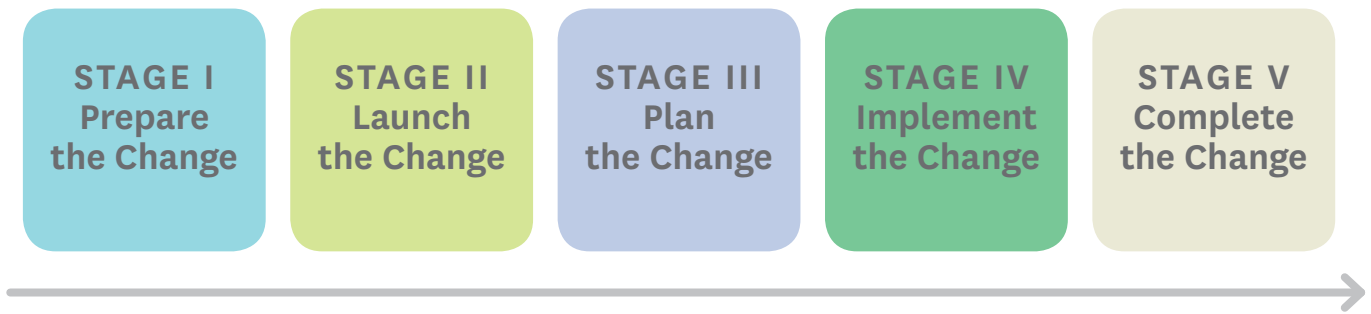 STAGE I
Prepare
the Change
STAGE II
Launch
the Change
STAGE III
Plan
the Change
STAGE IV
Implement
the Change
STAGE V
Complete
the Change